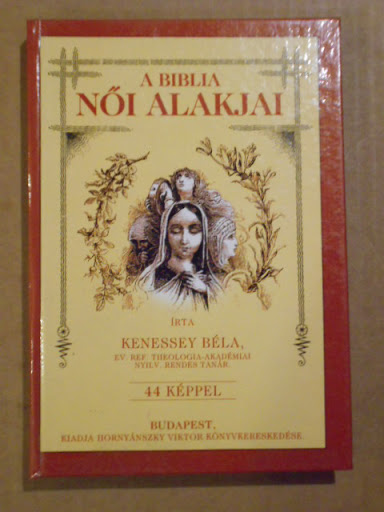 A BIBLIA
NŐI ALAKJAI
ÍRTA
KENESSEY BÉLA,
EV. REF. THEOLOGIA-AKADÉMIAI
NYILV. RENDES TANÁR.
44 KÉPPEL
BUDAPEST,
KIADJA HORNYÁNSZKY VIKTOR KÖNYVKERESKEDÉSE.